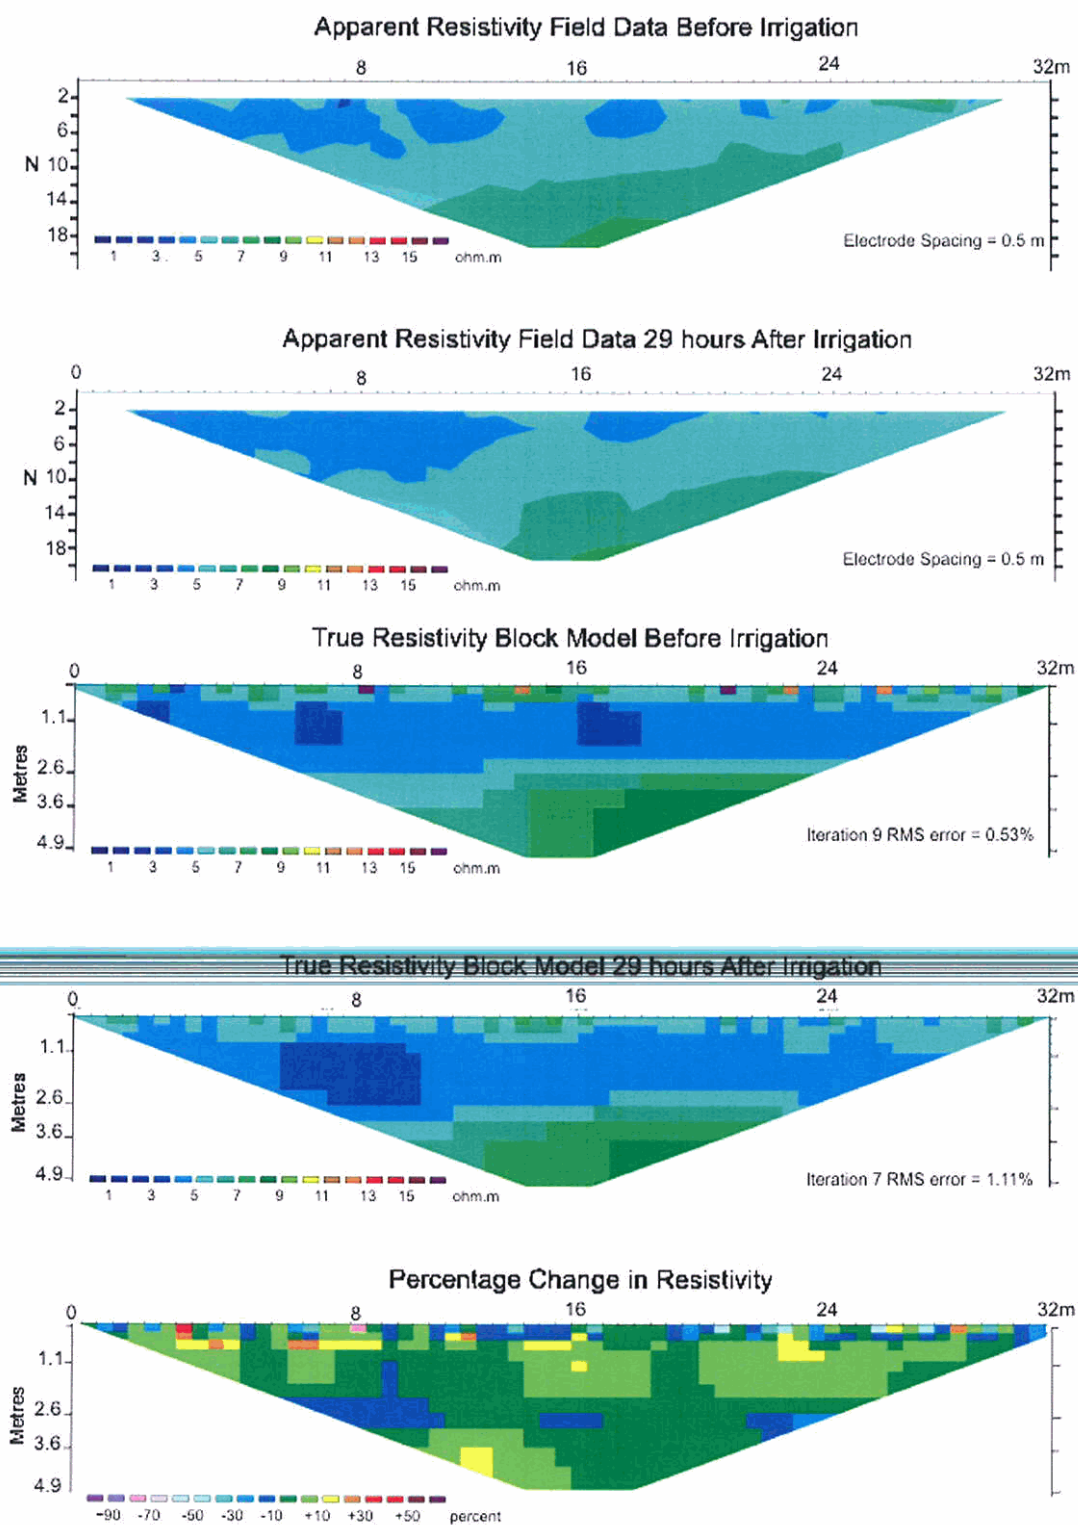 Apparent Resistivity Field Data Before Irrigation
8 16 24 32m
2
6
N 10
14
18
1 3 5 7 9 11 13 15 ohm.m
Electrode Spacing = 0.5 m
Apparent Resistivity Field Data 29 hours After Irrigation
0 8 16 24 32m
2
6
N 10
14
18
1 3 5 7 9 11 13 15 ohm.m
Electrode Spacing = 0.5 m
True Resistivity Block Model Before Irrigation
0 8 16 24 32m
1.1
2.6
Metres
3.6
4.9
1 3 5 7 9 11 13 15 ohm.m
Iteration 9 RMS error = 0.53%
True Resistivity Block Model 29 hours After Irrigation
0 8 16 24 32m
1.1
2.6
Metres
3.6
4.9
1 3 5 7 9 11 13 15 ohm.m
Iteration 7 RMS error = 1.11%
Percentage Change in Resistivity
0 8 16 24 32m
1.1
2.6
Metres
3.6
4.9
-90 -70 -50 -30 -10 +10 +30 +50 percent